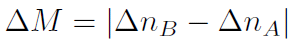 ΔM = |Δn_B − Δn_A|